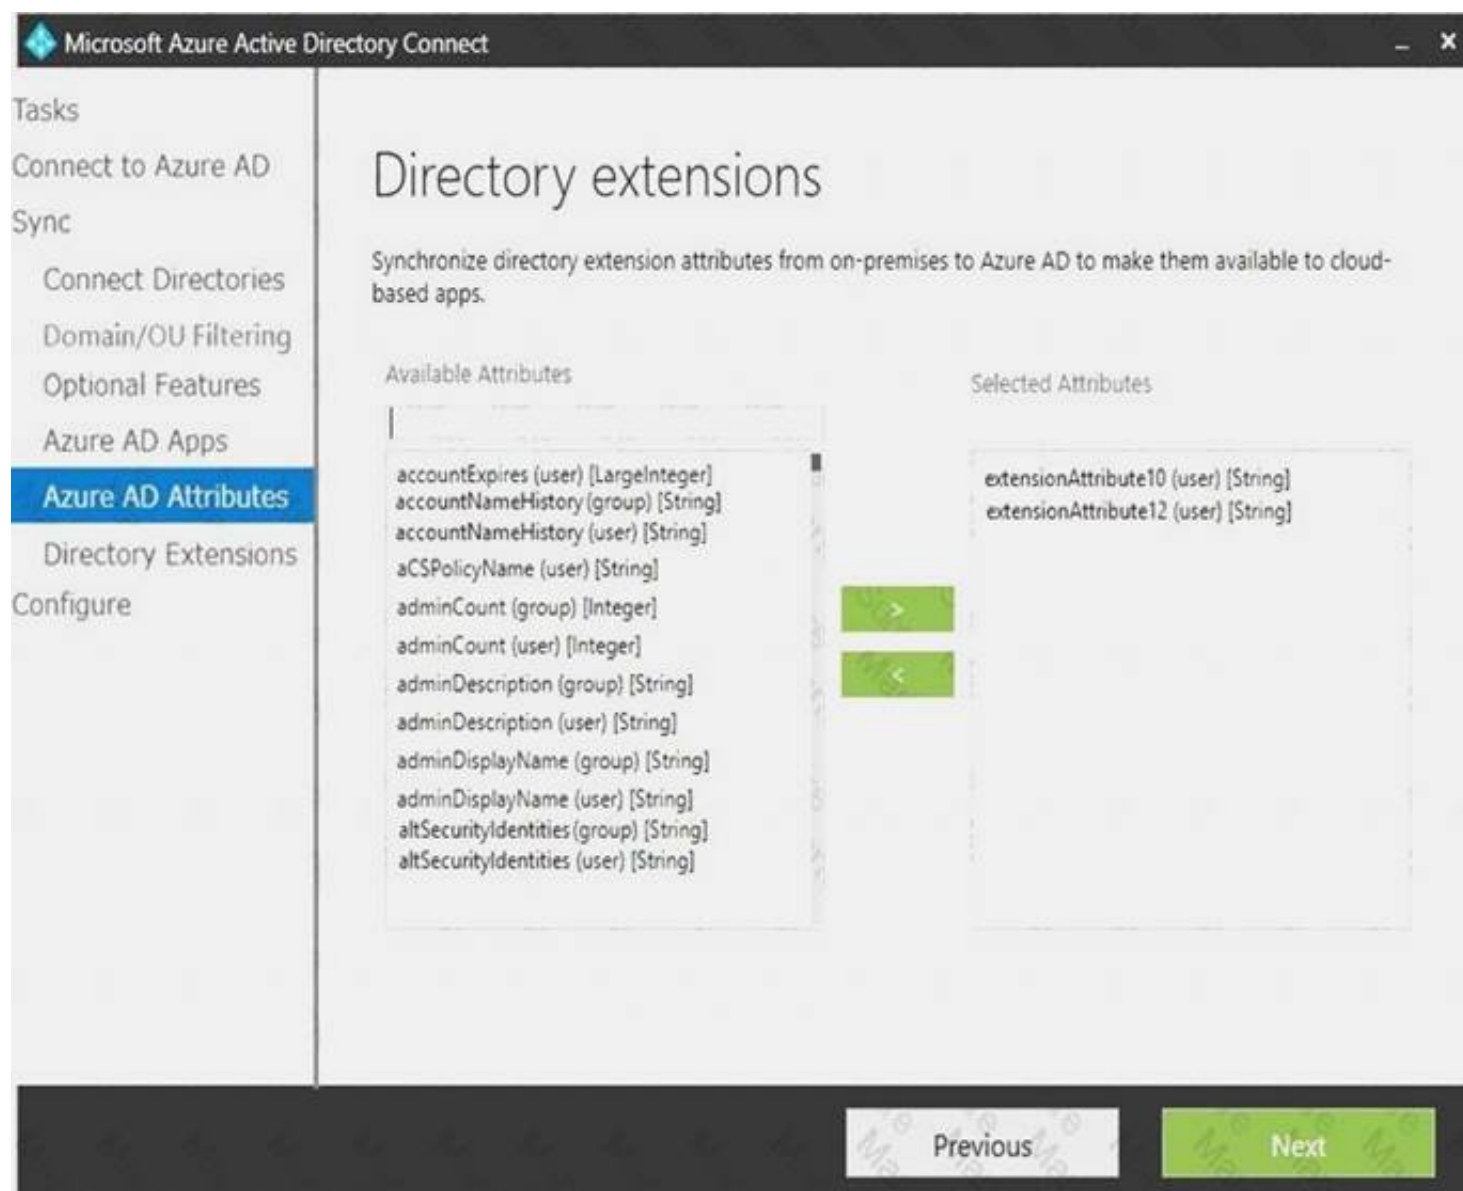 Microsoft Azure Active Directory Connect
Tasks
Connect to Azure AD
Sync
Connect Directories
Domain/OU Filtering
Optional Features
Azure AD Apps
Azure AD Attributes
Directory Extensions
Configure
Directory extensions
Synchronize directory extension attributes from on-premises to Azure AD to make them available to cloud-
based apps.
Available Attributes
accountExpires (user) [LargeInteger]
accountNameHistory (group) [String]
accountNameHistory (user) [String]
aCSPolicyName (user) [String]
adminCount (group) [Integer]
adminCount (user) [Integer]
adminDescription (group) [String]
adminDescription (user) [String]
adminDisplayName (group) [String]
adminDisplayName (user) [String]
altSecurityIdentities (group) [String]
altSecurityIdentities (user) [String]
>
<
Selected Attributes
extensionAttribute10 (user) [String]
extensionAttribute12 (user) [String]
Previous
Next